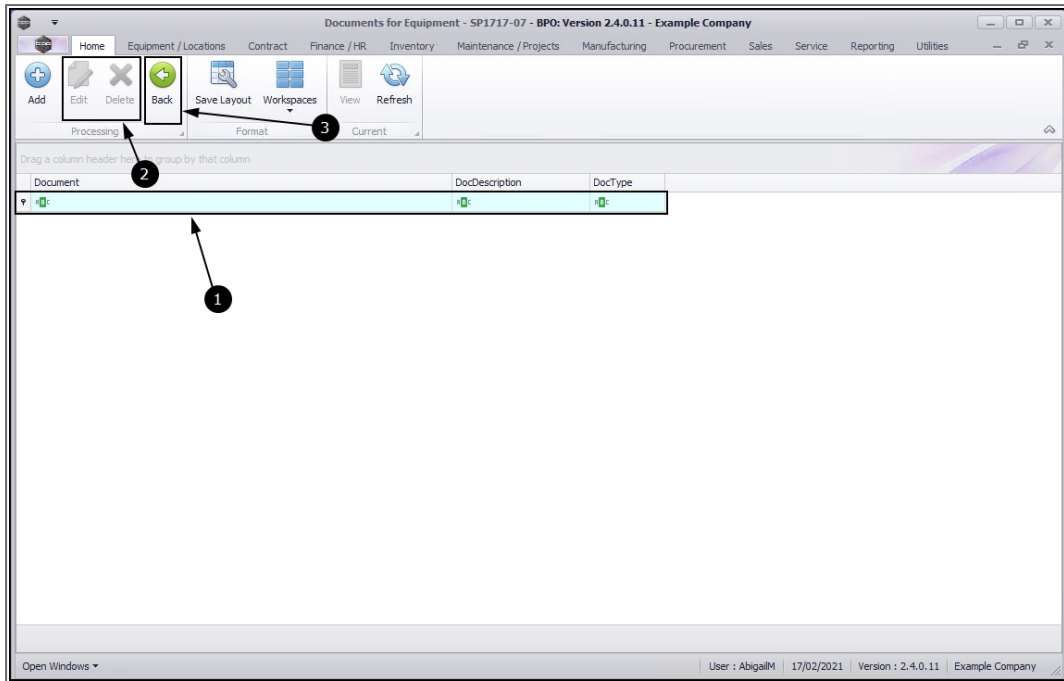 Documents for Equipment - SP1717-07 - BPO: Version 2.4.0.11 - Example Company
Home Equipment / Locations Contract Finance / HR Inventory Maintenance / Projects Manufacturing Procurement Sales Service Reporting Utilities
Add Edit Delete Back Save Layout Workspaces View Refresh
Processing Format Current
3
Drag a column header here to group by that column
2
Document DocDescription DocType
1
Open Windows User : AbigailM 17/02/2021 Version : 2.4.0.11 Example Company